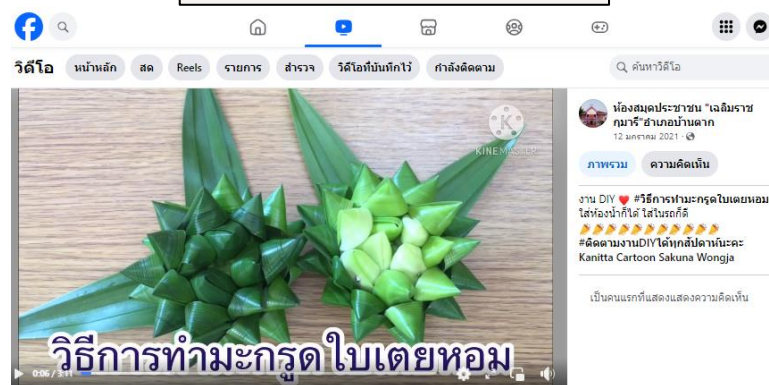 วิดีโอ
หน้าหลัก
สด
Reels
รายการ
สำรวจ
วิดีโอที่บันทึกไว้
กำลังติดตาม
ค้นหาวิดีโอ
KINEMASTER
วิธีการทำมะกรูดใบเตยหอม
0:06 / 3:11
ห้องสมุดประชาชน "เฉลิมราช
กุมารี"อำเภอบ้านตาก
12 มกราคม 2021
ภาพรวม
ความคิดเห็น
งาน DIY ❤️ #วิธีการทำมะกรูดใบเตยหอม
ใส่ห้องน้ำก็ได้ ใส่ในรถก็ดี
#ติดตามงานDIYได้ทุกสัปดาห์นะคะ
Kanitta Cartoon Sakuna Wongja
เป็นคนแรกที่แสดงแสดงความคิดเห็น